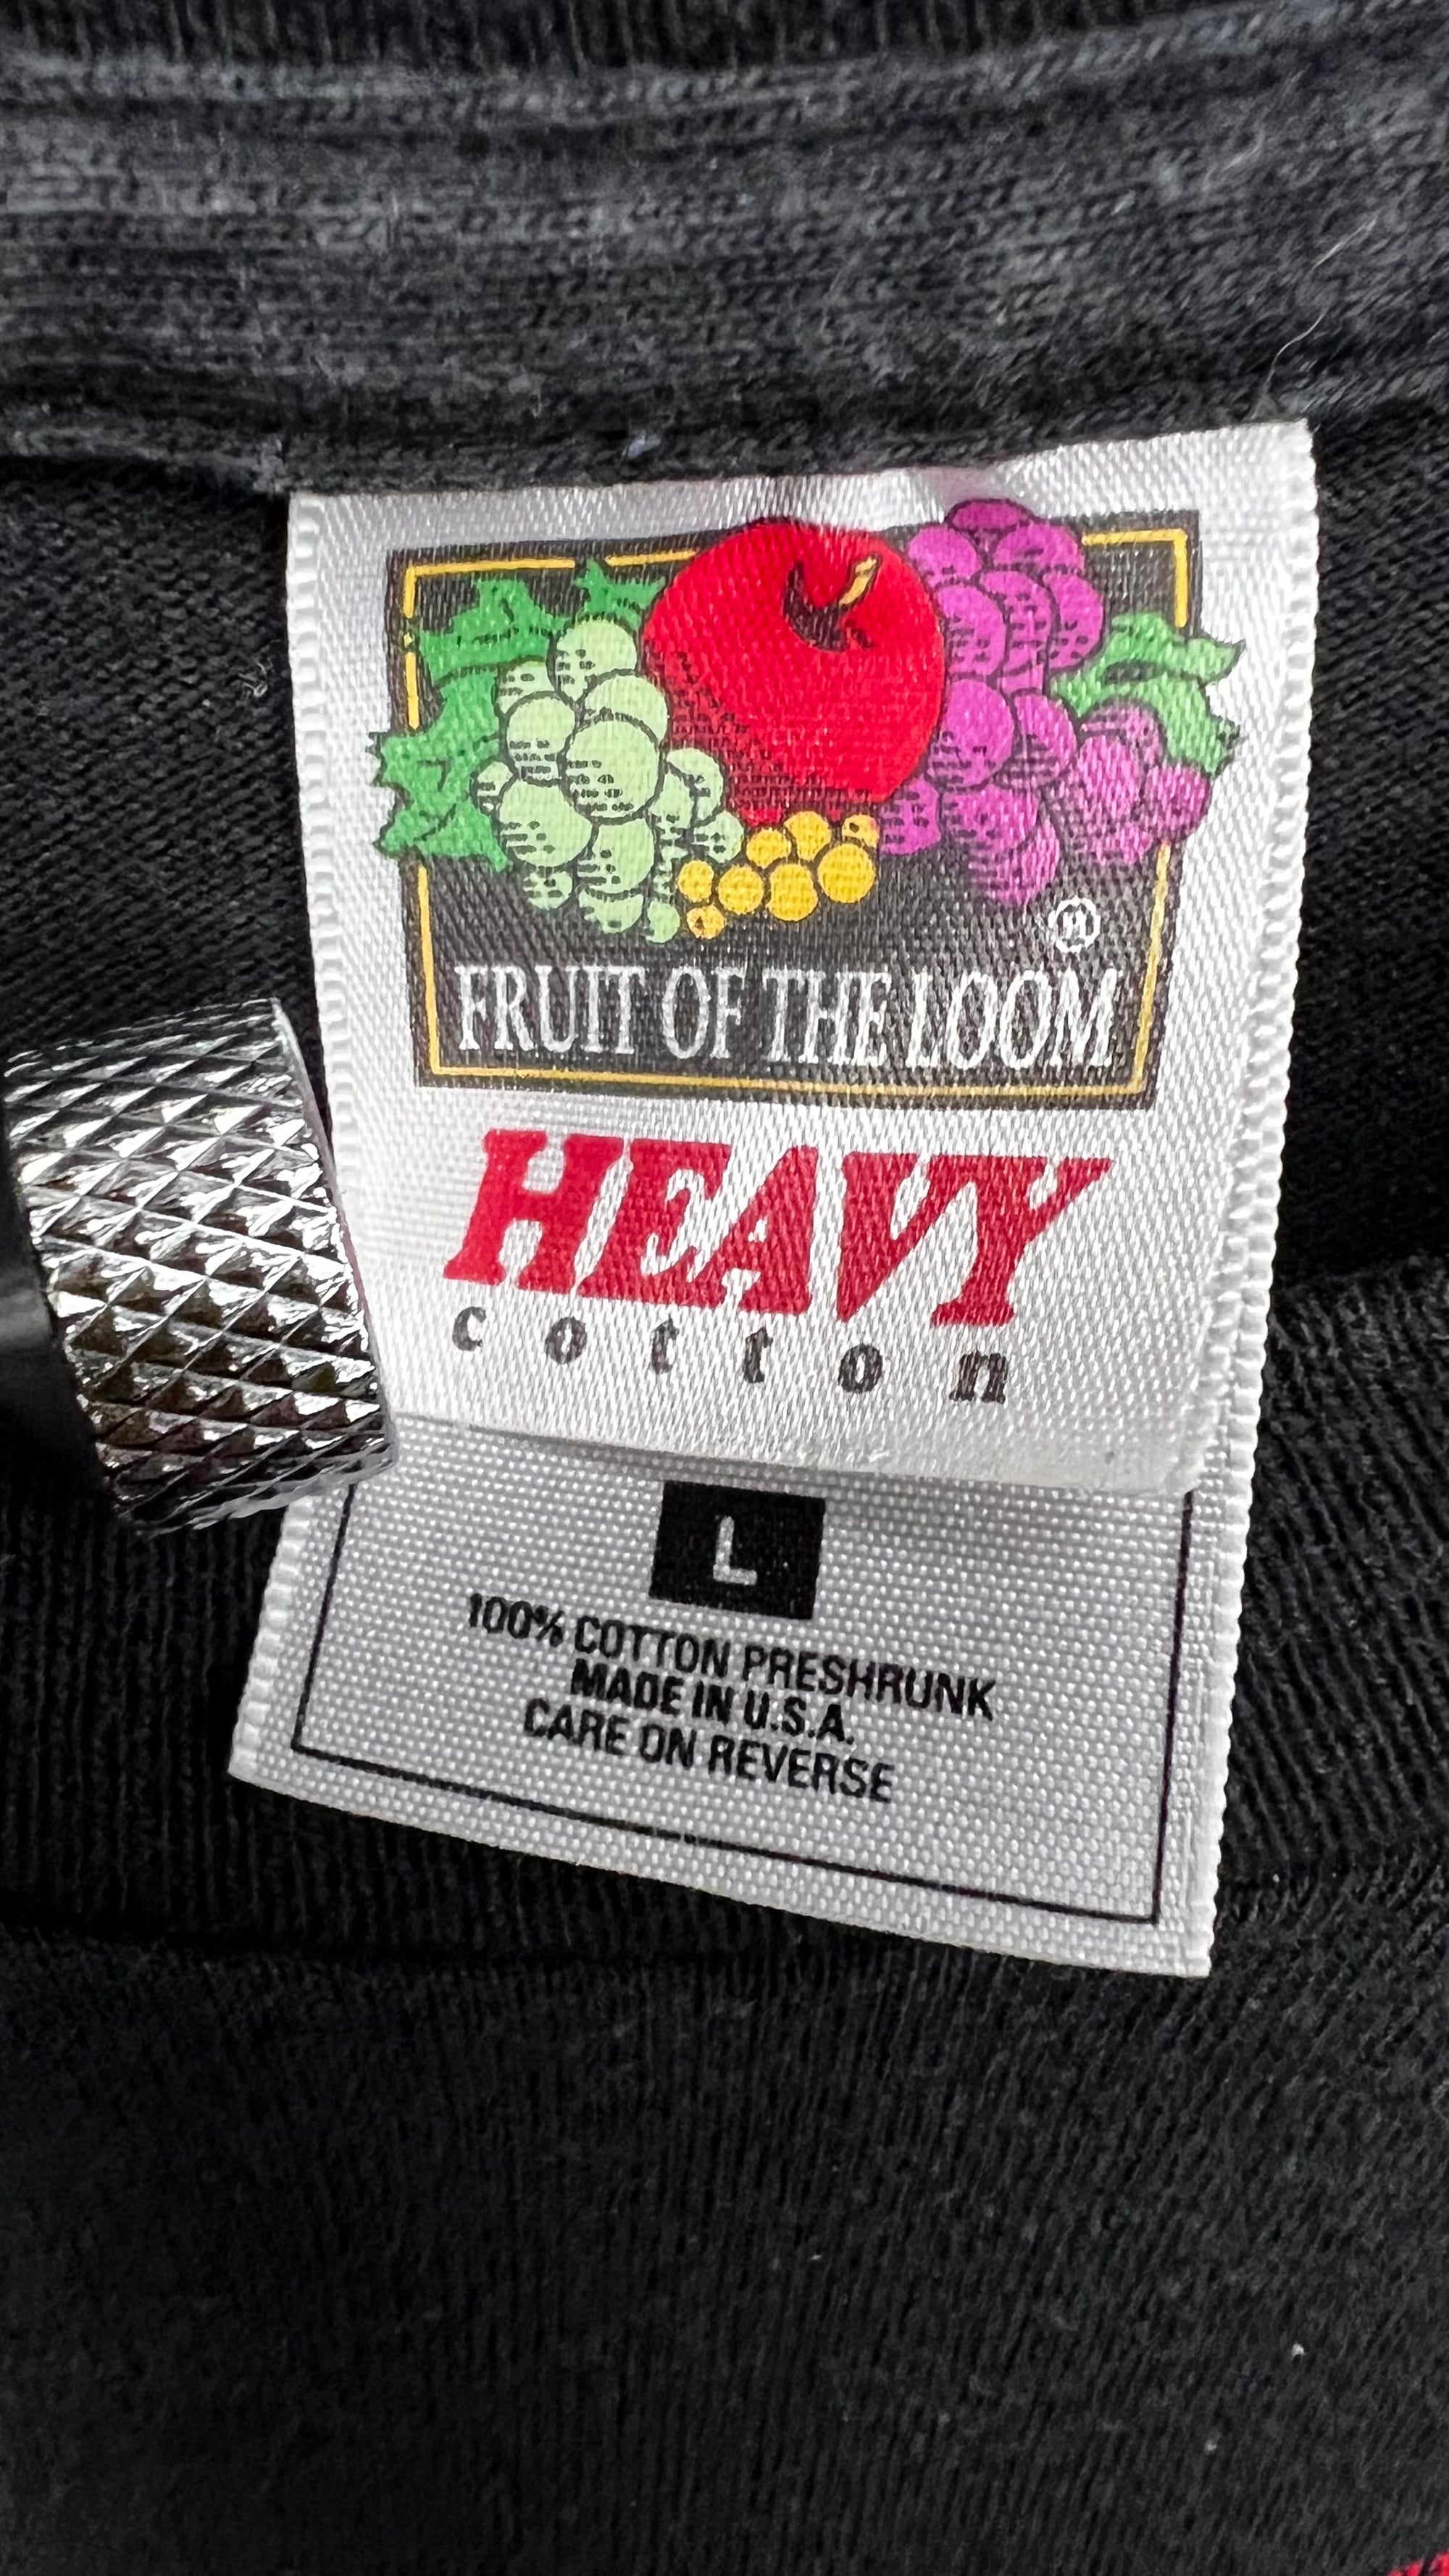 ®
FRUIT OF THE LOOM
HEAVY
cotton
L
100% COTTON PRESHRUNK
MADE IN U.S.A.
CARE ON REVERSE